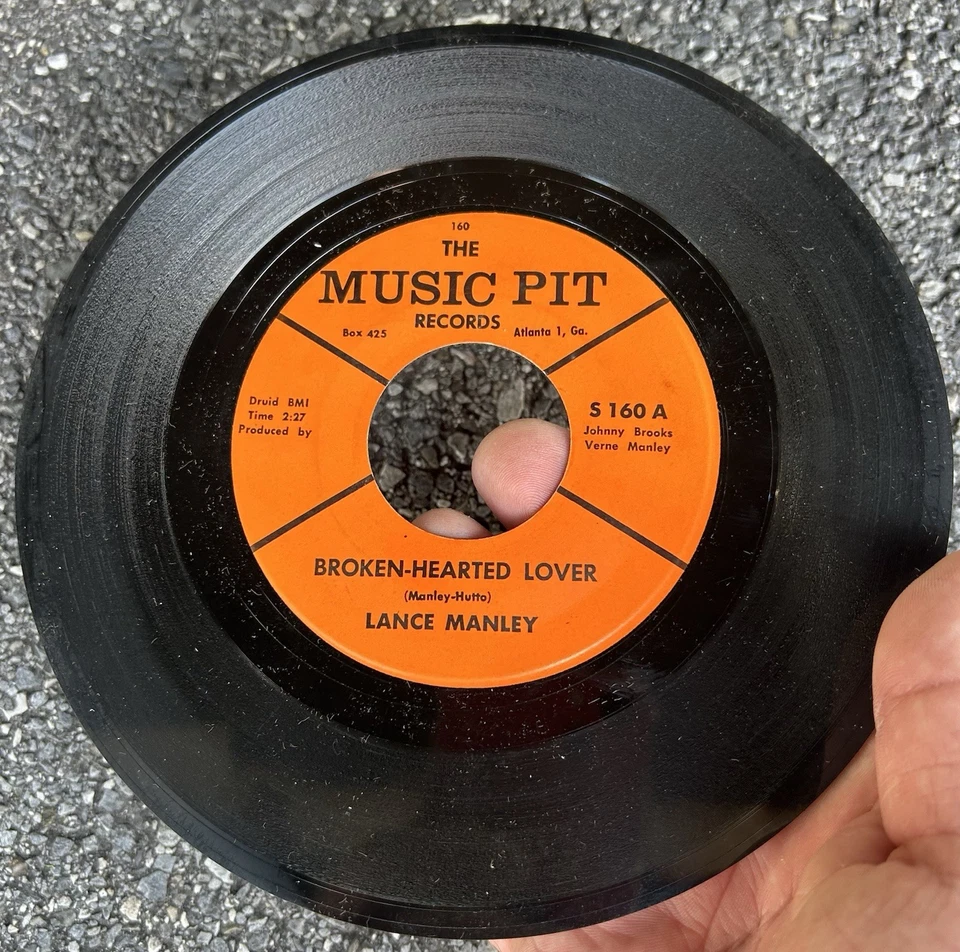 160
THE
MUSIC PIT
RECORDS
Box 425 Atlanta 1, Ga.
Druid BMI
Time 2:27
Produced by
S 160 A
Johnny Brooks
Verne Manley
BROKEN-HEARTED LOVER
(Manley-Hutto)
LANCE MANLEY